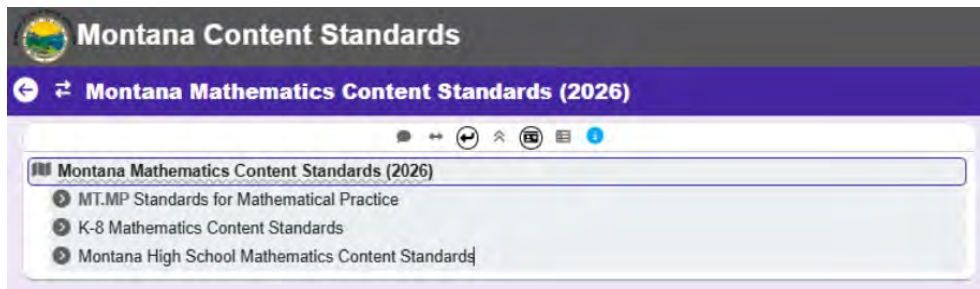 Montana Content Standards
Montana Mathematics Content Standards (2026)
Montana Mathematics Content Standards (2026)
MT.MP Standards for Mathematical Practice
K-8 Mathematics Content Standards
Montana High School Mathematics Content Standards